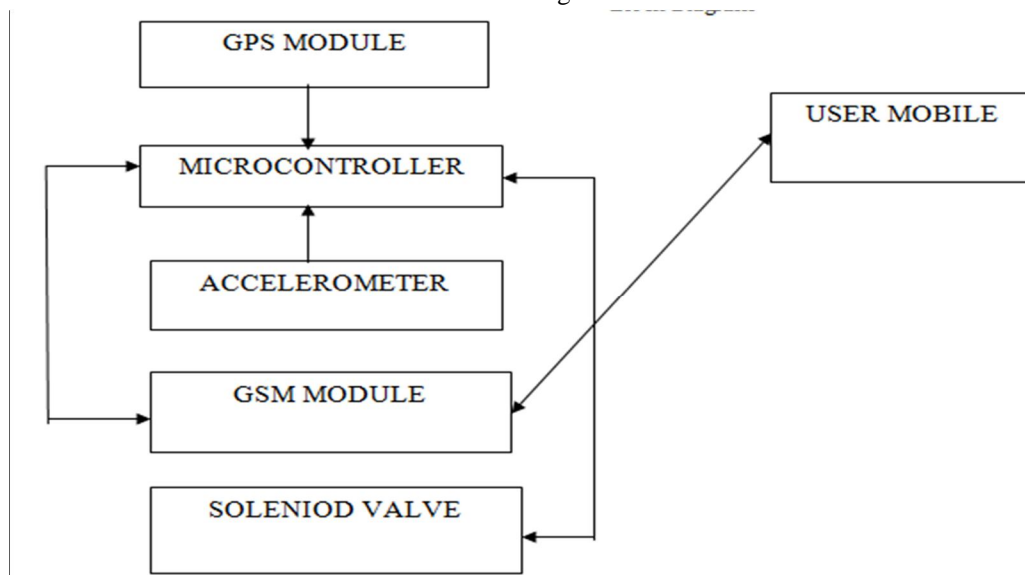 GPS MODULE
USER MOBILE
MICROCONTROLLER
ACCELEROMETER
GSM MODULE
SOLENIOD VALVE